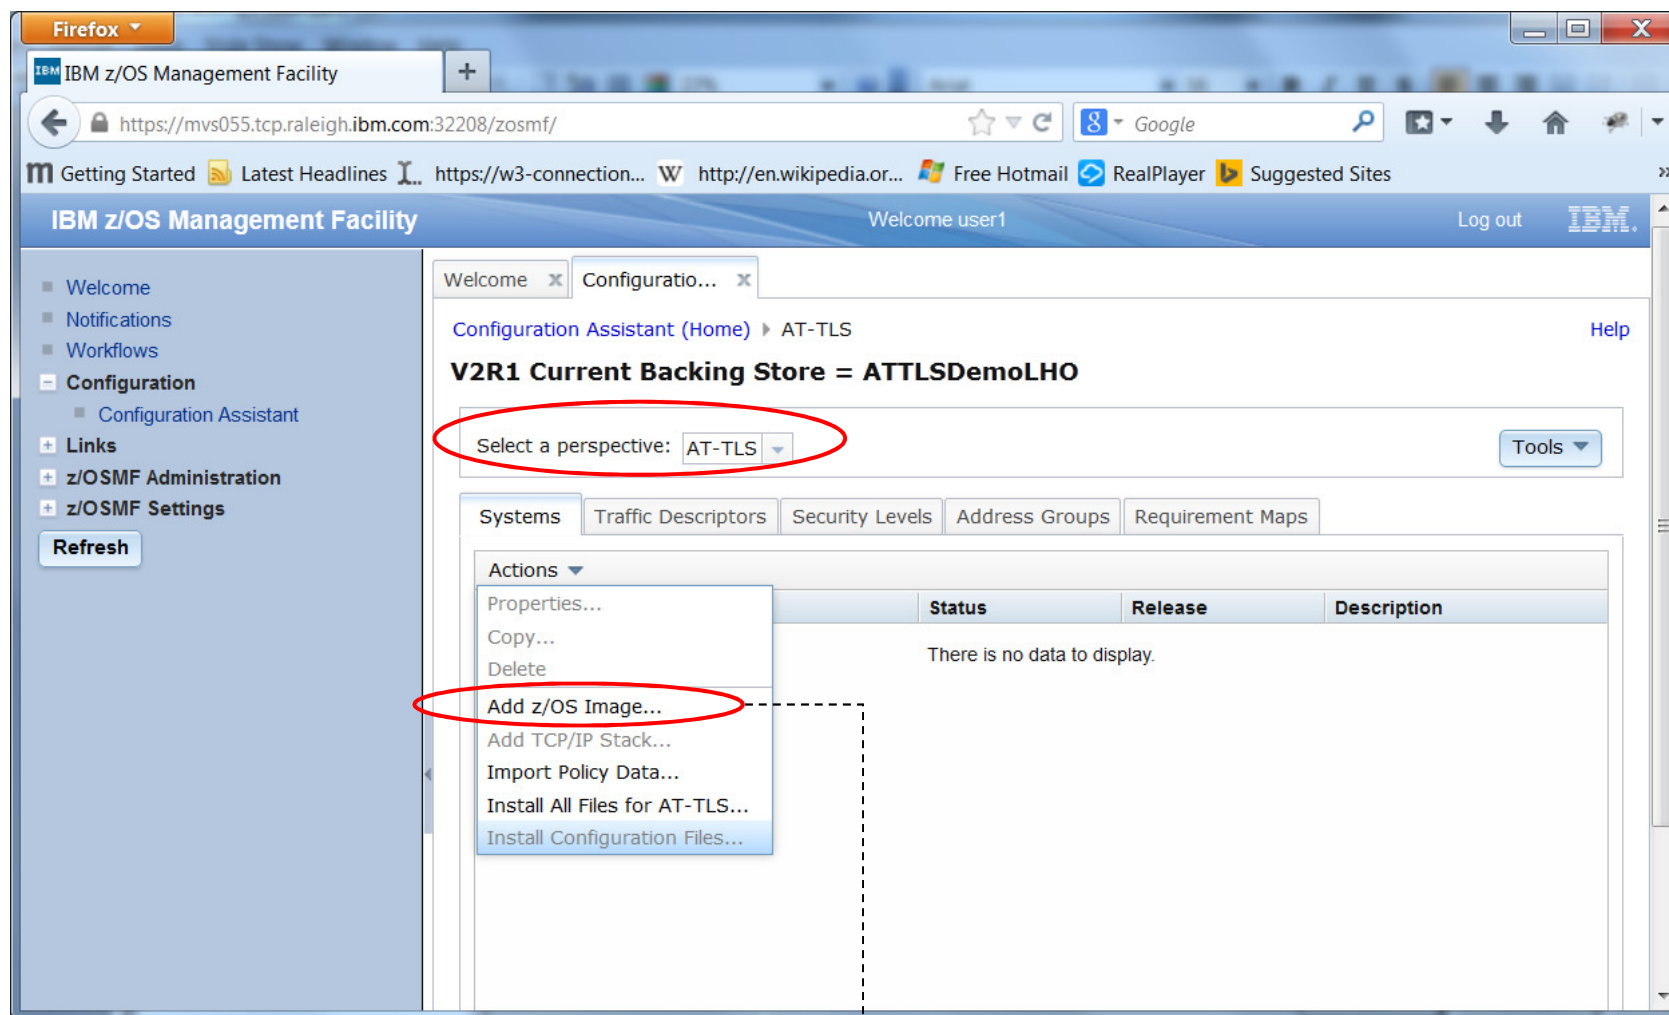 Firefox
IBM IBM z/OS Management Facility
https://mvs055.tcp.raleigh.ibm.com:32208/zosmf/
8 Google
m Getting Started Latest Headlines https://w3-connection... W http://en.wikipedia.or... Free Hotmail RealPlayer Suggested Sites »
IBM z/OS Management Facility Welcome user1 Log out IBM.
Welcome
Notifications
Workflows
Configuration
Configuration Assistant
Links
z/OSMF Administration
z/OSMF Settings
Refresh
Welcome x Configuratio... x
Configuration Assistant (Home) AT-TLS Help
V2R1 Current Backing Store = ATTLSDemoLHO
Select a perspective: AT-TLS Tools
Systems Traffic Descriptors Security Levels Address Groups Requirement Maps
Actions
Status Release Description
There is no data to display.
Properties...
Copy...
Delete
Add z/OS Image...
Add TCP/IP Stack...
Import Policy Data...
Install All Files for AT-TLS...
Install Configuration Files...